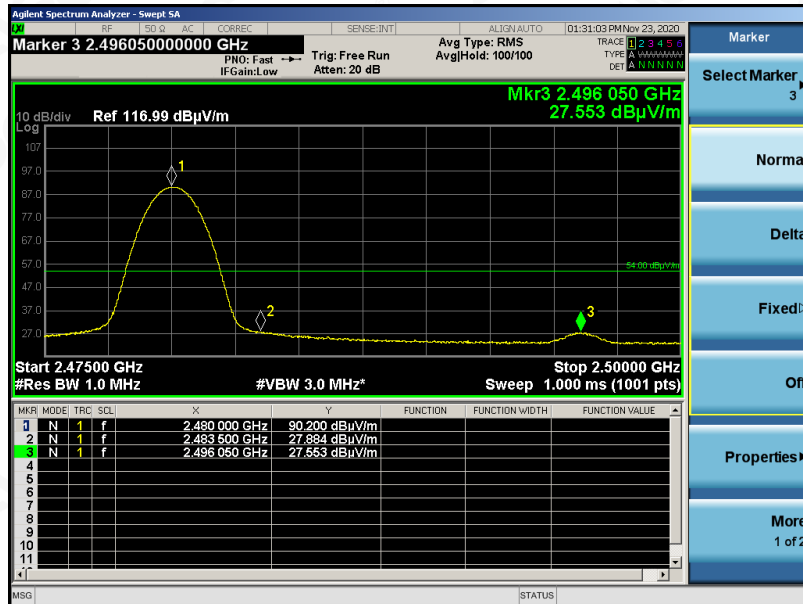 Agilent Spectrum Analyzer - Swept SA
LXI RF 50 Ω AC CORREC SENSE:INT ALIGN AUTO 01:31:03 PM Nov 23, 2020
Marker 3 2.496050000000 GHz
PNO: Fast
IFGain:Low
Trig: Free Run
Atten: 20 dB
Avg Type: RMS
Avg|Hold: 100/100
TRACE 1 2 3 4 5 6
TYPE A WWWWW
DET A N N N N N
Mkr3 2.496 050 GHz
27.553 dBµV/m
10 dB/div Ref 116.99 dBµV/m
Log
107
97.0
87.0
77.0
67.0
57.0
47.0
37.0
27.0
1
2
3
54.00 dBµV/m
Start 2.47500 GHz Stop 2.50000 GHz
#Res BW 1.0 MHz #VBW 3.0 MHz* Sweep 1.000 ms (1001 pts)
MKR MODE TRC SCL X Y FUNCTION FUNCTION WIDTH FUNCTION VALUE
1 N 1 f 2.480 000 GHz 90.200 dBµV/m
2 N 1 f 2.483 500 GHz 27.884 dBµV/m
3 N 1 f 2.496 050 GHz 27.553 dBµV/m
4
5
6
7
8
9
10
11
MSG STATUS
Marker
Select Marker
3
Norma
Delta
Fixed
Of
Properties
More
1 of 2